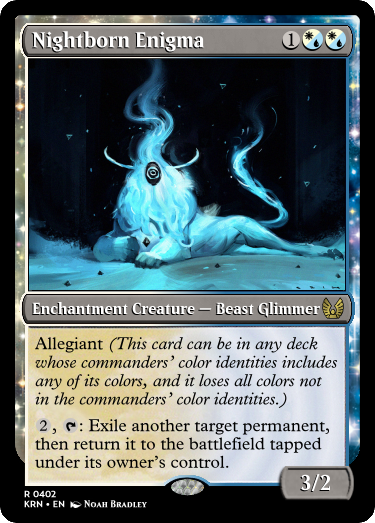 Nightborn Enigma 1
Enchantment Creature — Beast Glimmer
Allegiant (This card can be in any deck
whose commanders' color identities includes
any of its colors, and it loses all colors not
in the commanders' color identities.)
2, : Exile another target permanent,
then return it to the battlefield tapped
under its owner's control.
3/2
R 0402
KRN • EN Noah Bradley